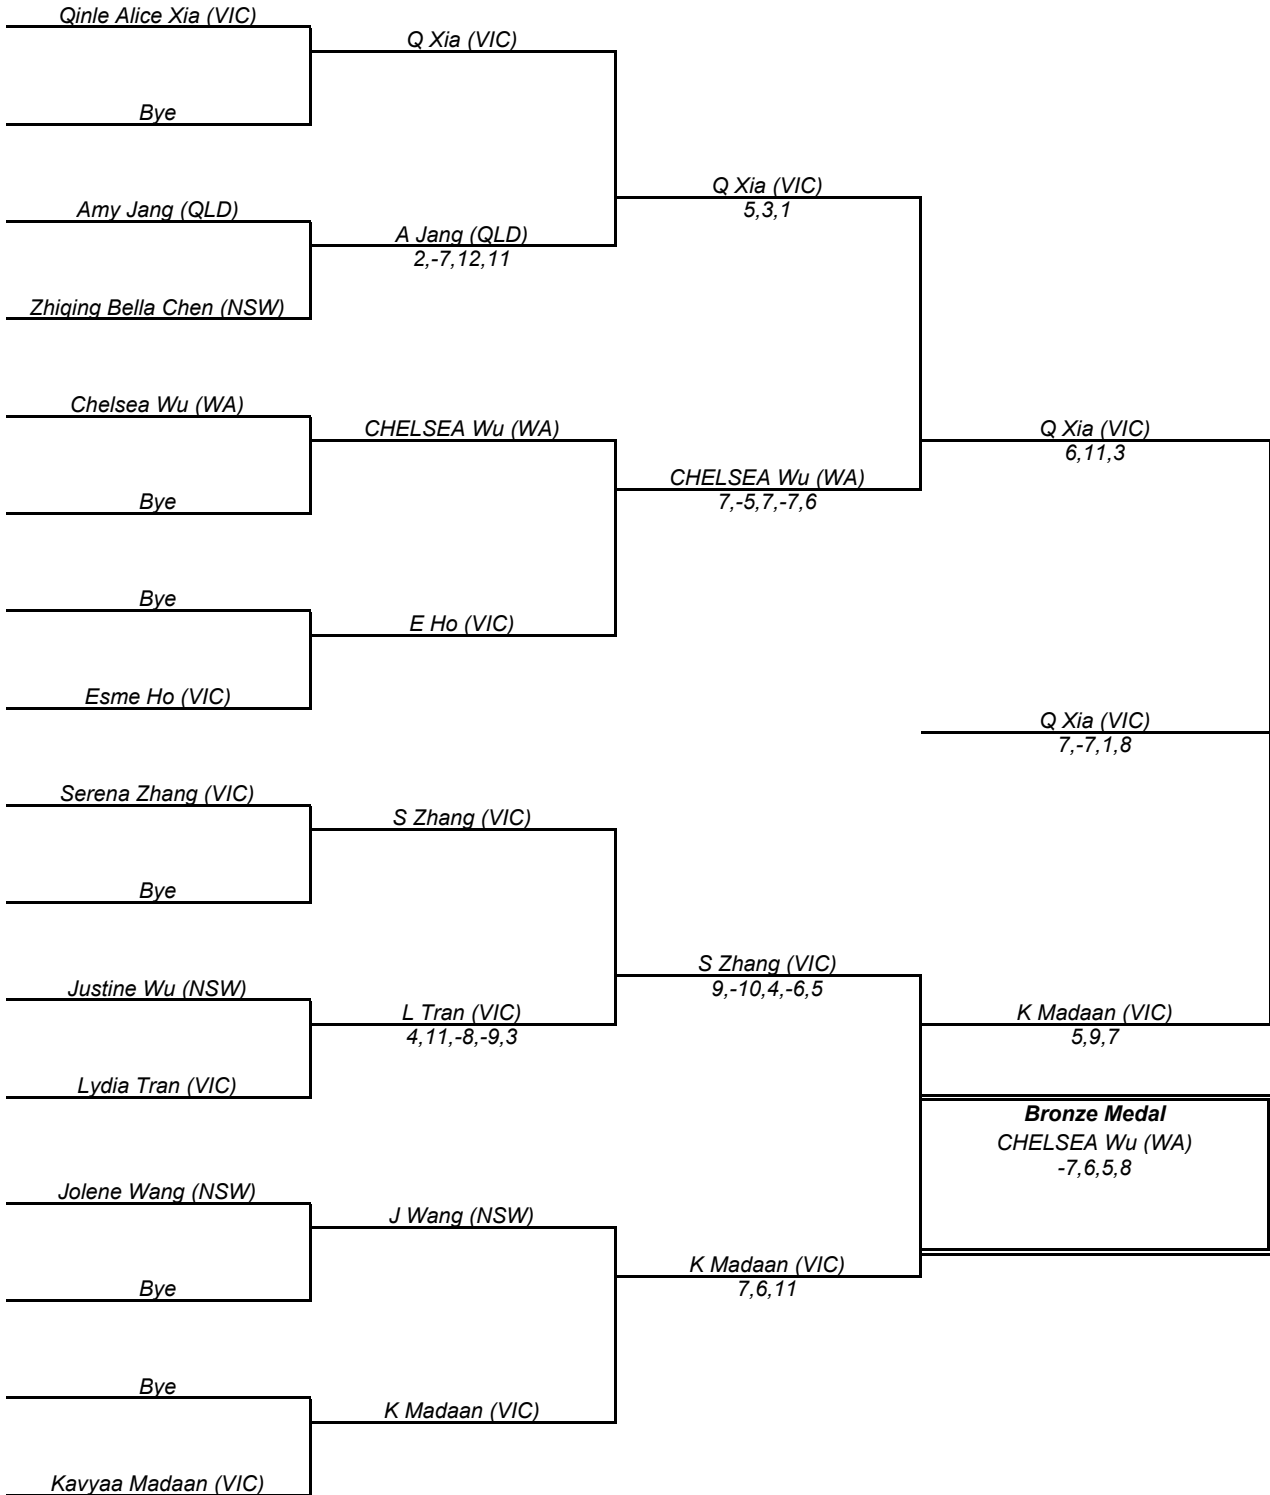 Qinle Alice Xia (VIC)
Q Xia (VIC)
Bye
Q Xia (VIC)
5,3,1
Amy Jang (QLD)
A Jang (QLD)
2,-7,12,11
Zhiqing Bella Chen (NSW)
Chelsea Wu (WA)
CHELSEA Wu (WA)
Q Xia (VIC)
6,11,3
CHELSEA Wu (WA)
7,-5,7,-7,6
Bye
Bye
E Ho (VIC)
Esme Ho (VIC)
Q Xia (VIC)
7,-7,1,8
Serena Zhang (VIC)
S Zhang (VIC)
Bye
S Zhang (VIC)
9,-10,4,-6,5
Justine Wu (NSW)
L Tran (VIC)
4,11,-8,-9,3
K Madaan (VIC)
5,9,7
Lydia Tran (VIC)
Bronze Medal
CHELSEA Wu (WA)
-7,6,5,8
Jolene Wang (NSW)
J Wang (NSW)
K Madaan (VIC)
7,6,11
Bye
Bye
K Madaan (VIC)
Kavyaa Madaan (VIC)